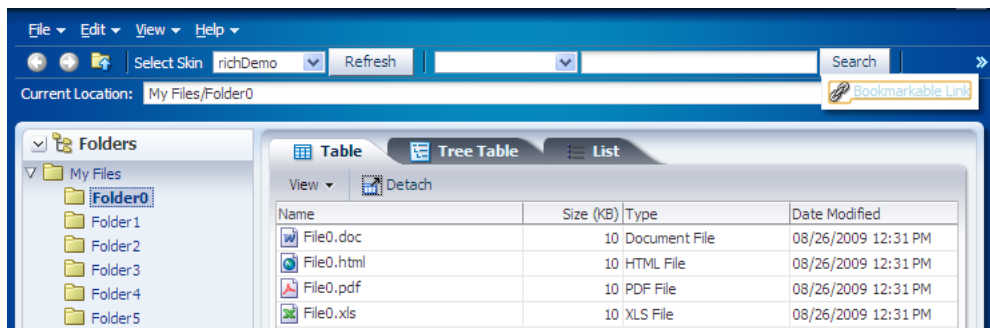 File Edit View Help
Select Skin richDemo Refresh Search »
Current Location: My Files/Folder0
Bookmarkable Link
Folders
My Files
Folder0
Folder1
Folder2
Folder3
Folder4
Folder5
Table Tree Table List
View Detach
Name Size (KB) Type Date Modified
File0.doc 10 Document File 08/26/2009 12:31 PM
File0.html 10 HTML File 08/26/2009 12:31 PM
File0.pdf 10 PDF File 08/26/2009 12:31 PM
File0.xls 10 XLS File 08/26/2009 12:31 PM